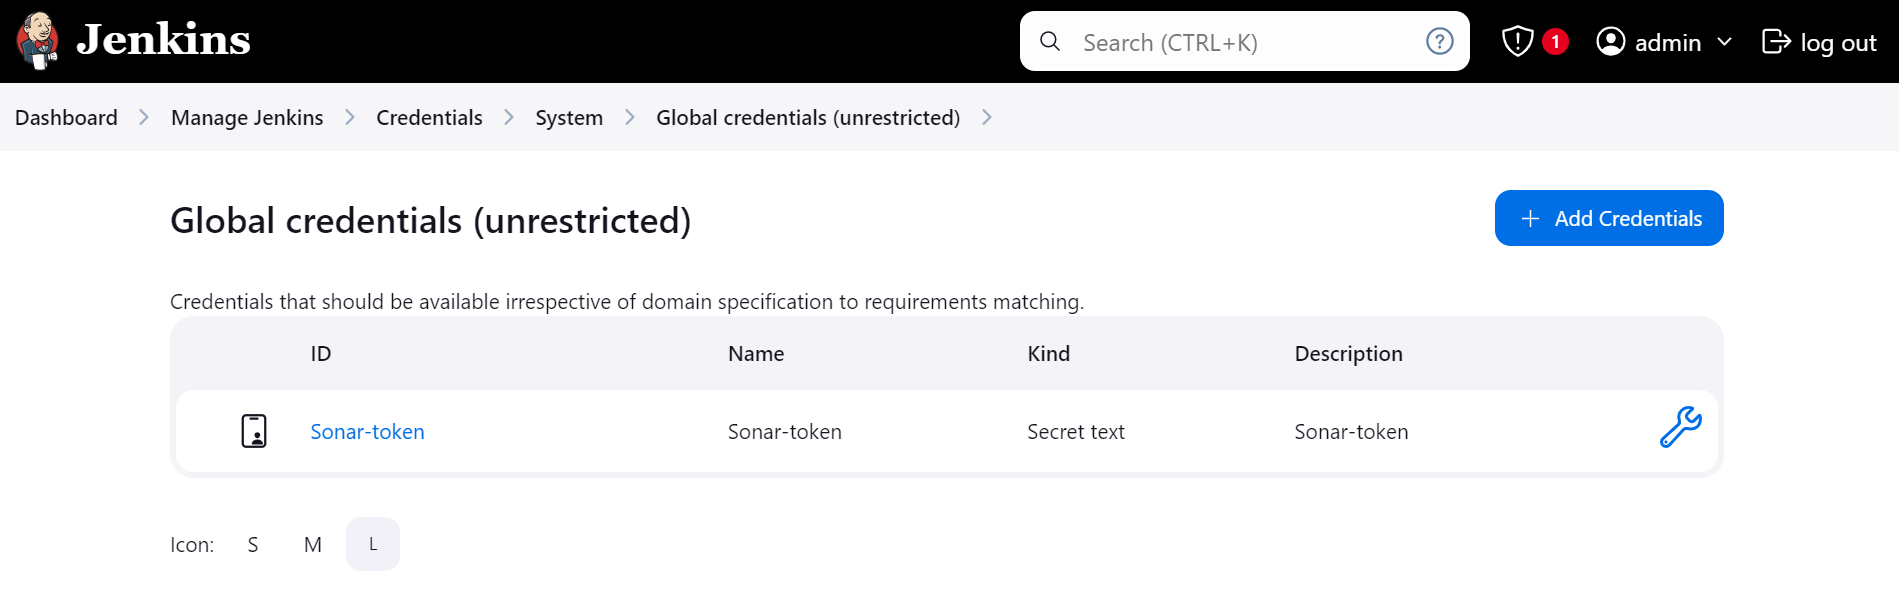 Jenkins
Search (CTRL+K)
?
1
admin
log out
Dashboard
Manage Jenkins
Credentials
System
Global credentials (unrestricted)
Global credentials (unrestricted)
+ Add Credentials
Credentials that should be available irrespective of domain specification to requirements matching.
ID Name Kind Description
Sonar-token Sonar-token Secret text Sonar-token
Icon: S M L